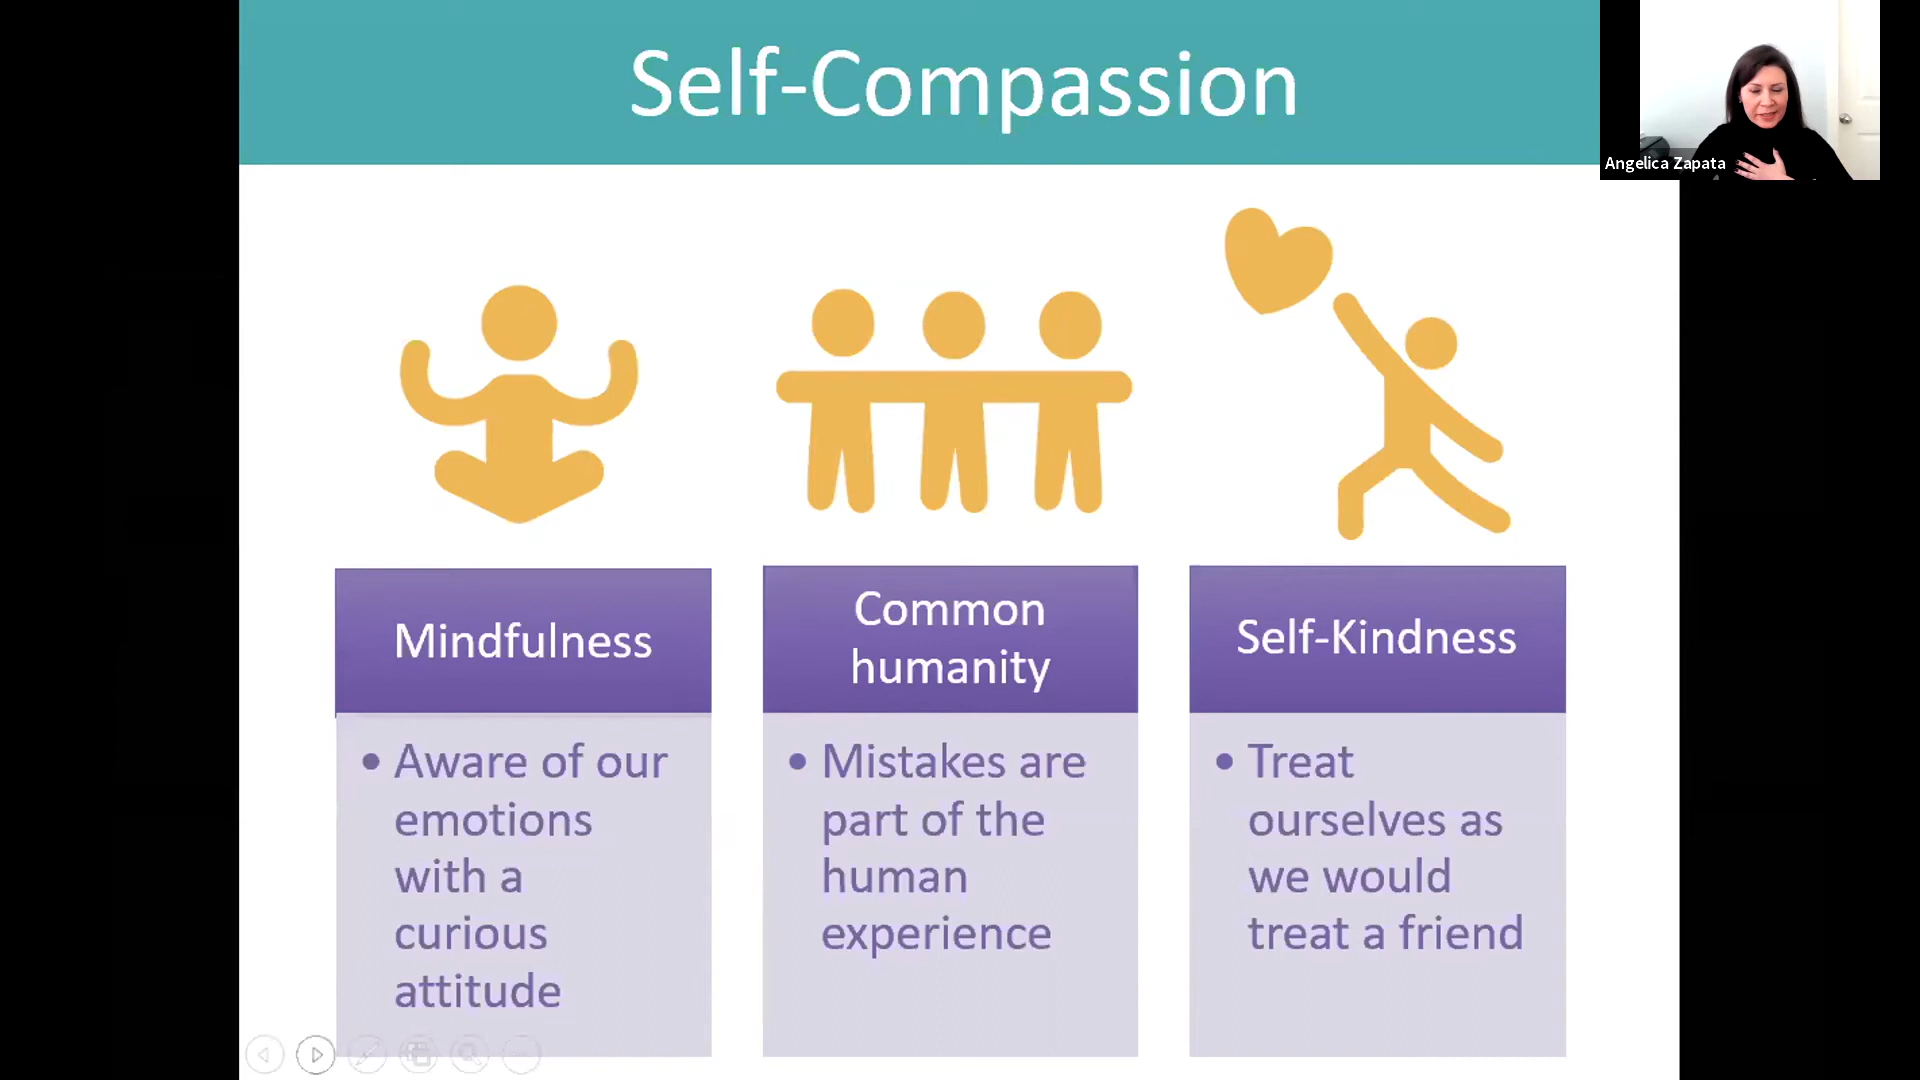 Self-Compassion
Angelica Zapata
Mindfulness
• Aware of our
emotions
with a
curious
attitude
Common
humanity
• Mistakes are
part of the
human
experience
Self-Kindness
• Treat
ourselves as
we would
treat a friend